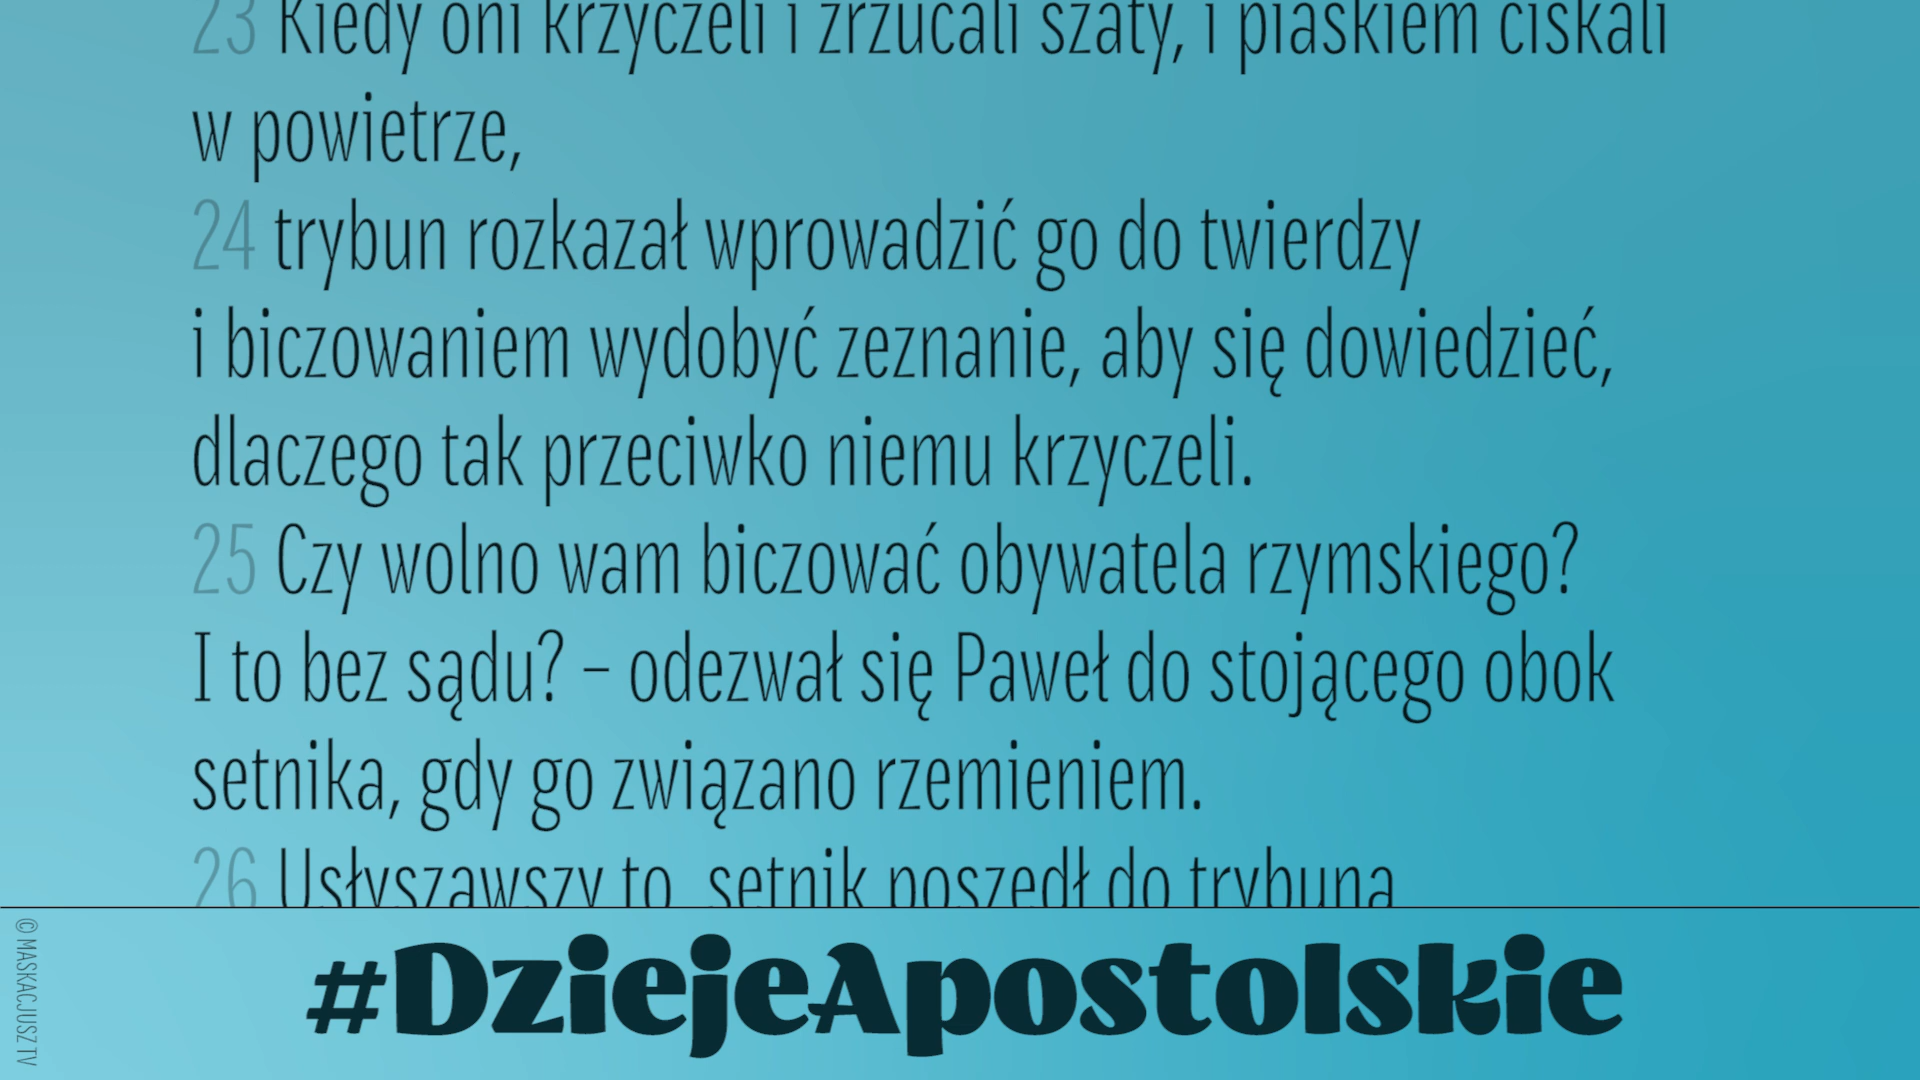 23 Kiedy oni krzyczeli i zrzucali szaty, i piaskiem ciskali
w powietrze,
24 trybun rozkazał wprowadzić go do twierdzy
i biczowaniem wydobyć zeznanie, aby się dowiedzieć,
dlaczego tak przeciwko niemu krzyczeli.
25 Czy wolno wam biczować obywatela rzymskiego?
I to bez sądu? – odezwał się Paweł do stojącego obok
setnika, gdy go związano rzemieniem.
26 Usłyszawszy to, setnik poszedł do trybuna
#DziejeApostolskie
© MASKACJUSZ TV